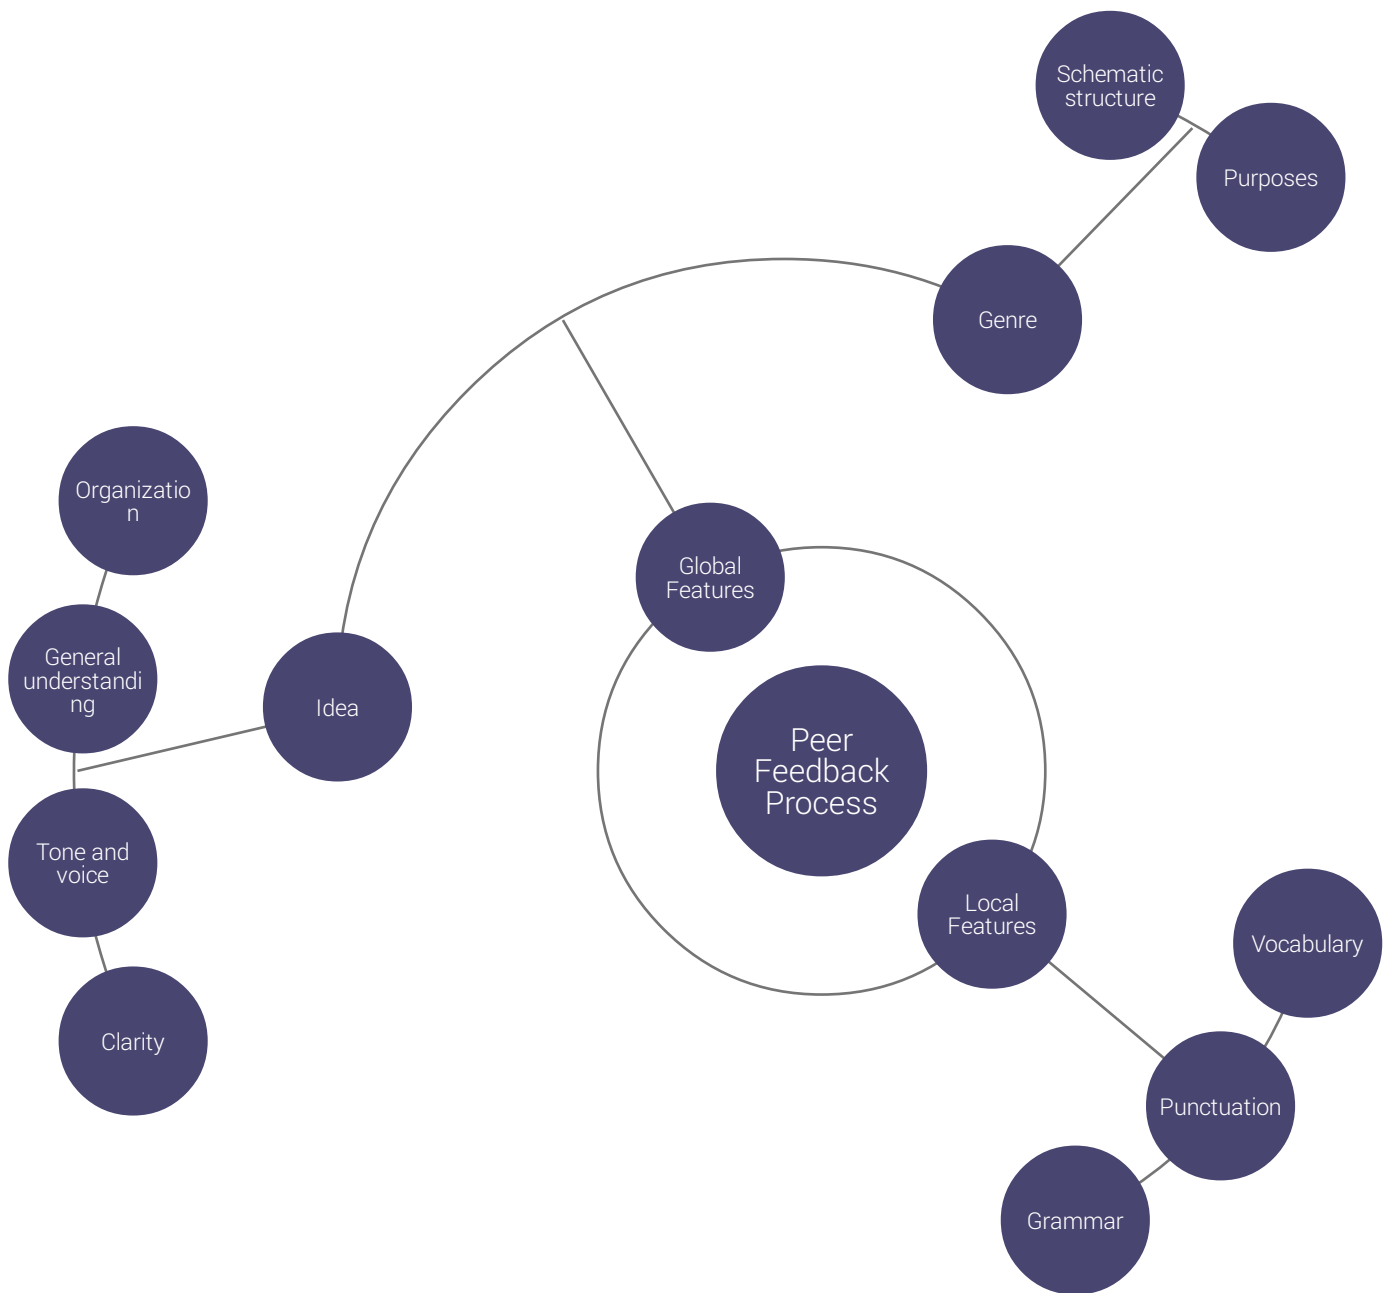 Schematic
structure
Purposes
Genre
Organizatio
n
Global
Features
General
understandi
ng
Idea
Peer
Feedback
Process
Tone and
voice
Local
Features
Vocabulary
Clarity
Punctuation
Grammar